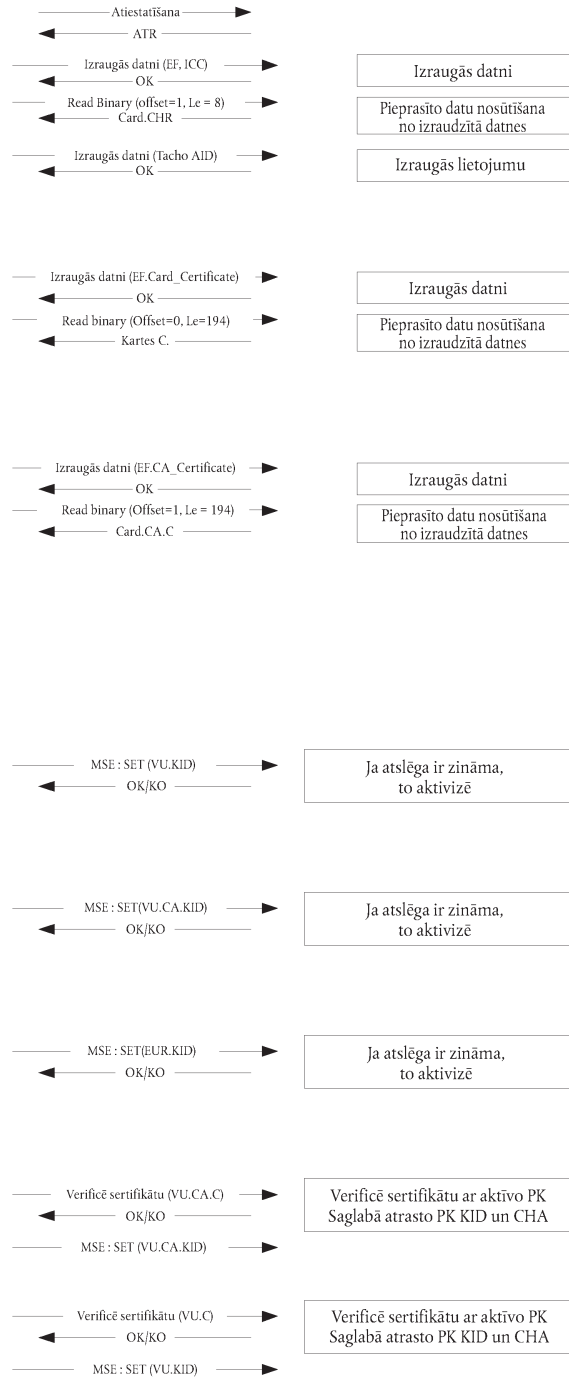 Atiestatīšana
ATR
Izraugās datni (EF, ICC)
OK
Izraugās datni
Read Binary (offset=1, Le = 8)
Card.CHR
Pieprasīto datu nosūtīšana
no izraudzītā datnes
Izraugās datni (Tacho AID)
OK
Izraugās lietojumu
Izraugās datni (EF.Card_Certificate)
OK
Izraugās datni
Read binary (Offset=0, Le=194)
Kartes C.
Pieprasīto datu nosūtīšana
no izraudzītā datnes
Izraugās datni (EF.CA_Certificate)
OK
Izraugās datni
Read binary (Offset=1, Le = 194)
Card.CA.C
Pieprasīto datu nosūtīšana
no izraudzītā datnes
MSE : SET (VU.KID)
OK/KO
Ja atslēga ir zināma,
to aktivizē
MSE : SET(VU.CA.KID)
OK/KO
Ja atslēga ir zināma,
to aktivizē
MSE : SET(EUR.KID)
OK/KO
Ja atslēga ir zināma,
to aktivizē
Verificē sertifikātu (VU.CA.C)
OK/KO
Verificē sertifikātu ar aktīvo PK
Saglabā atrasto PK KID un CHA
MSE : SET (VU.CA.KID)
Verificē sertifikātu (VU.C)
OK/KO
Verificē sertifikātu ar aktīvo PK
Saglabā atrasto PK KID un CHA
MSE : SET (VU.KID)